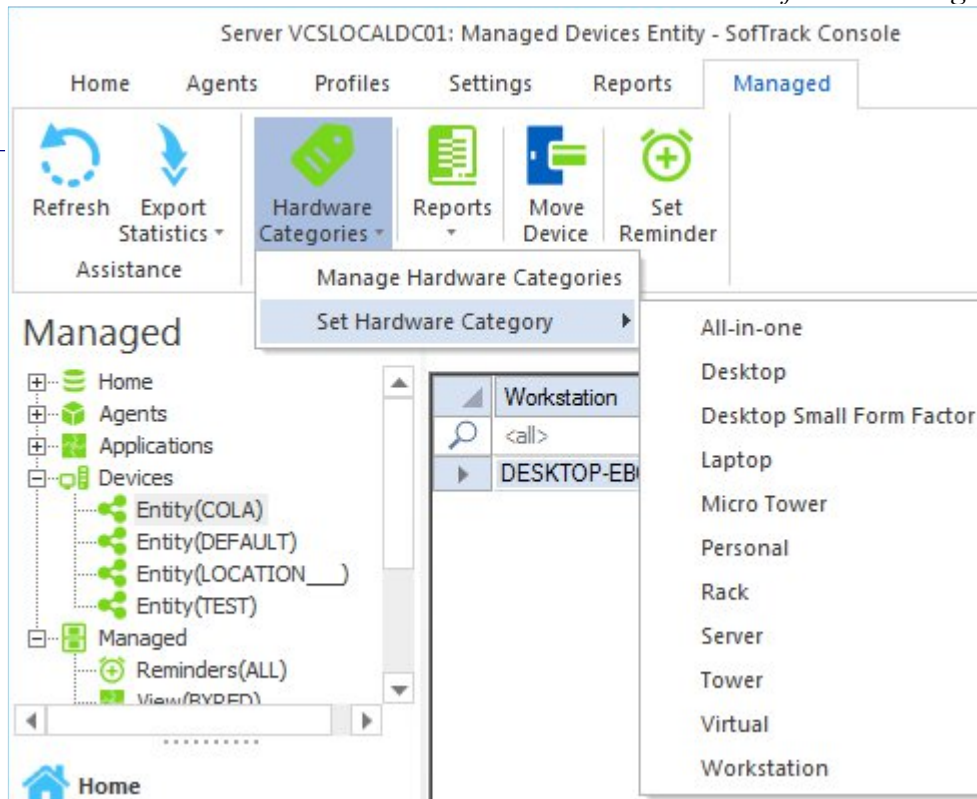 Server VCSLOCALDC01: Managed Devices Entity - SofTrack Console
Home Agents Profiles Settings Reports Managed
Refresh
Export
Statistics
Hardware
Categories
Reports
Move
Device
Set
Reminder
Assistance
Manage Hardware Categories
Set Hardware Category
All-in-one
Desktop
Desktop Small Form Factor
Laptop
Micro Tower
Personal
Rack
Server
Tower
Virtual
Workstation
Managed
Home
Agents
Applications
Devices
Entity(COLA)
Entity(DEFAULT)
Entity(LOCATION___)
Entity(TEST)
Managed
Reminders(ALL)
Workstation
<all>
Home